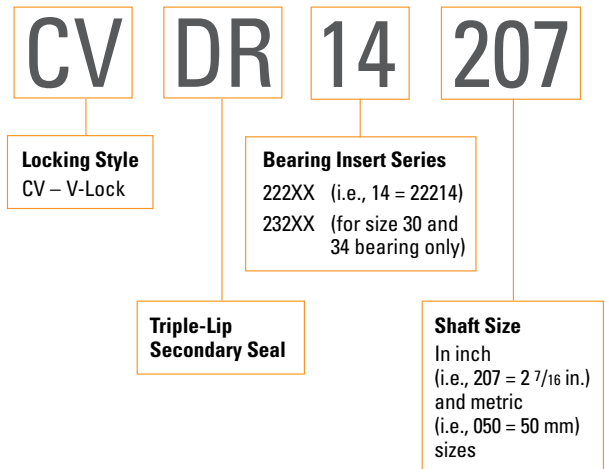 CV DR 14 207
Locking Style
CV – V-Lock
Bearing Insert Series
222XX (i.e., 14 = 22214)
232XX (for size 30 and
34 bearing only)
Triple-Lip
Secondary Seal
Shaft Size
In inch
(i.e., 207 = 2 7/16 in.)
and metric
(i.e., 050 = 50 mm)
sizes